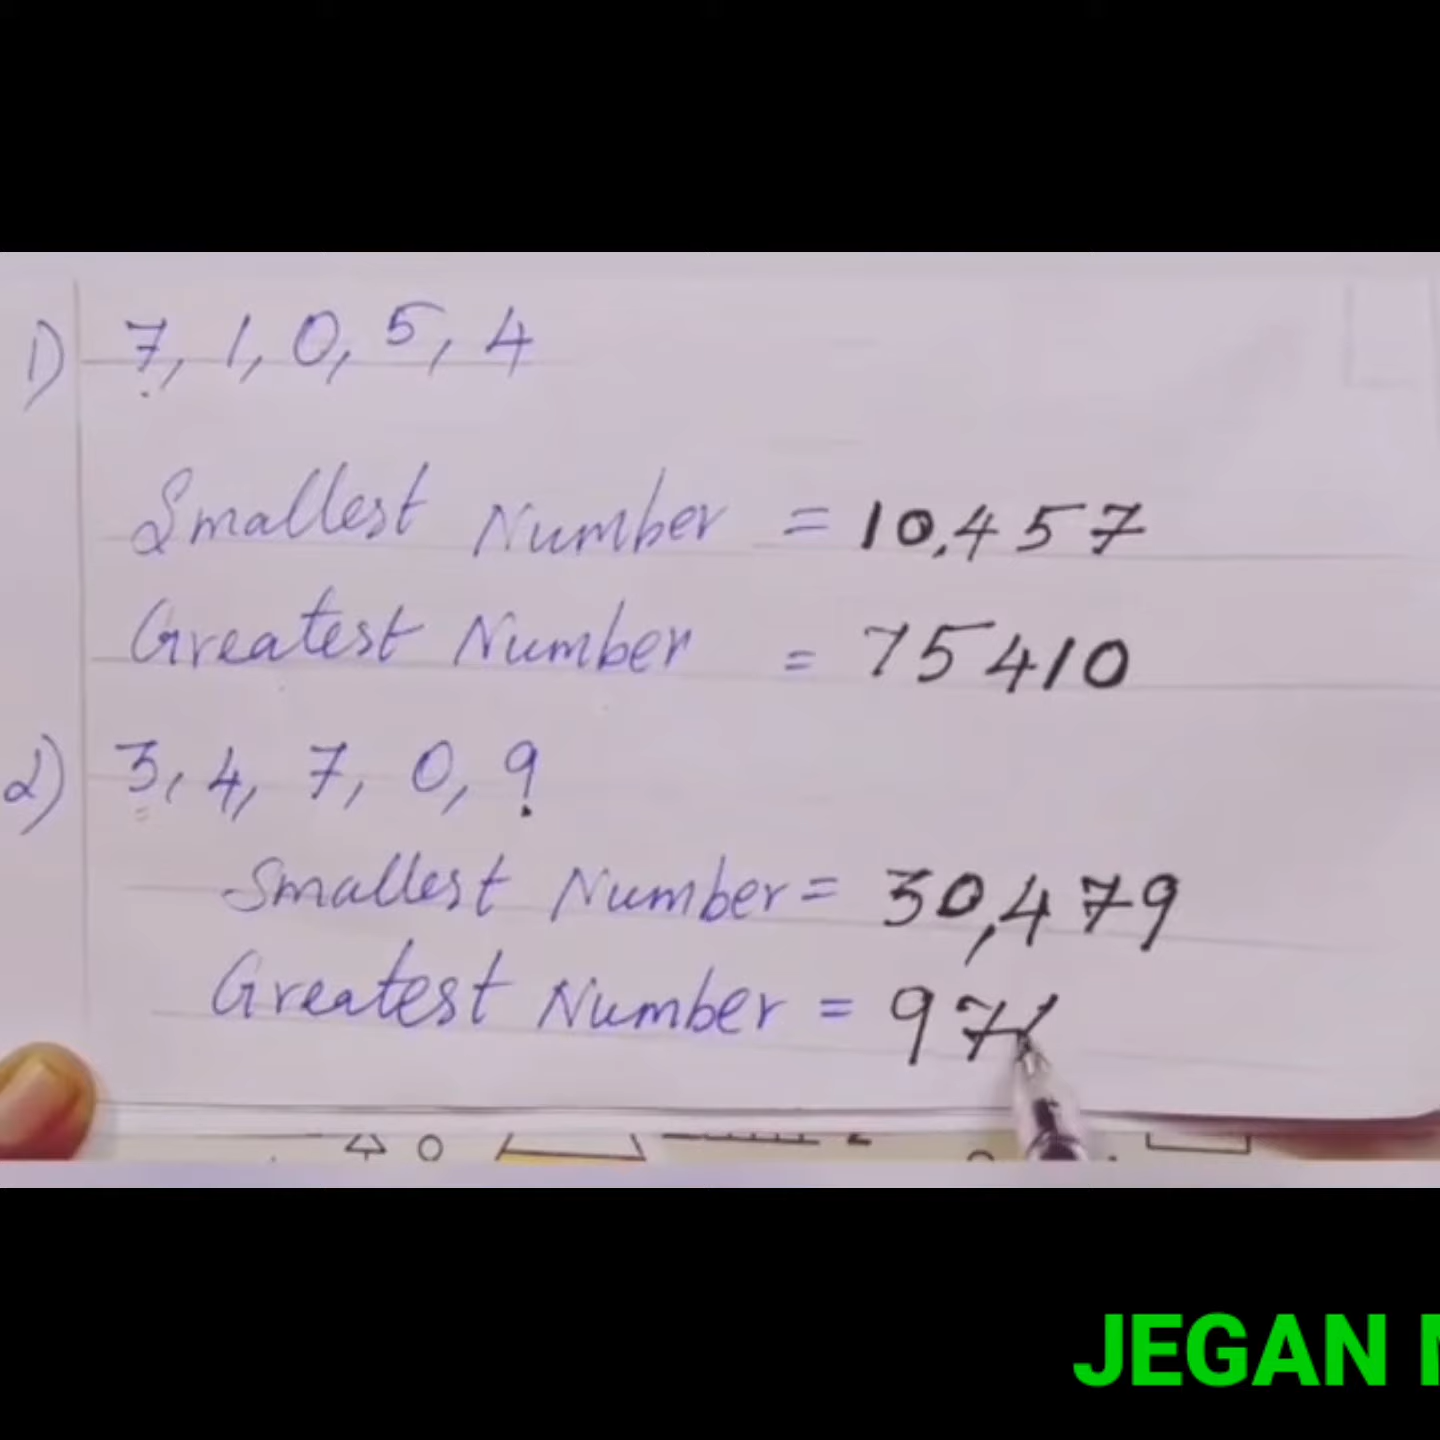 1) 7, 1, 0, 5, 4
Smallest Number = 10,457
Greatest Number = 75410
2) 3, 4, 7, 0, 9
Smallest Number = 30,479
Greatest Number = 97
JEGAN